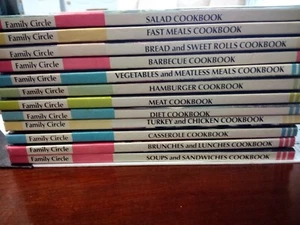 Family Circle SALAD COOKBOOK
Family Circle FAST MEALS COOKBOOK
Family Circle BREAD and SWEET ROLLS COOKBOOK
Family Circle BARBECUE COOKBOOK
Family Circle VEGETABLES and MEATLESS MEALS COOKBOOK
Family Circle HAMBURGER COOKBOOK
Family Circle MEAT COOKBOOK
Family Circle DIET COOKBOOK
Family Circle TURKEY and CHICKEN COOKBOOK
Family Circle CASSEROLE COOKBOOK
Family Circle BRUNCHES and LUNCHES COOKBOOK
Family Circle SOUPS and SANDWICHES COOKBOOK